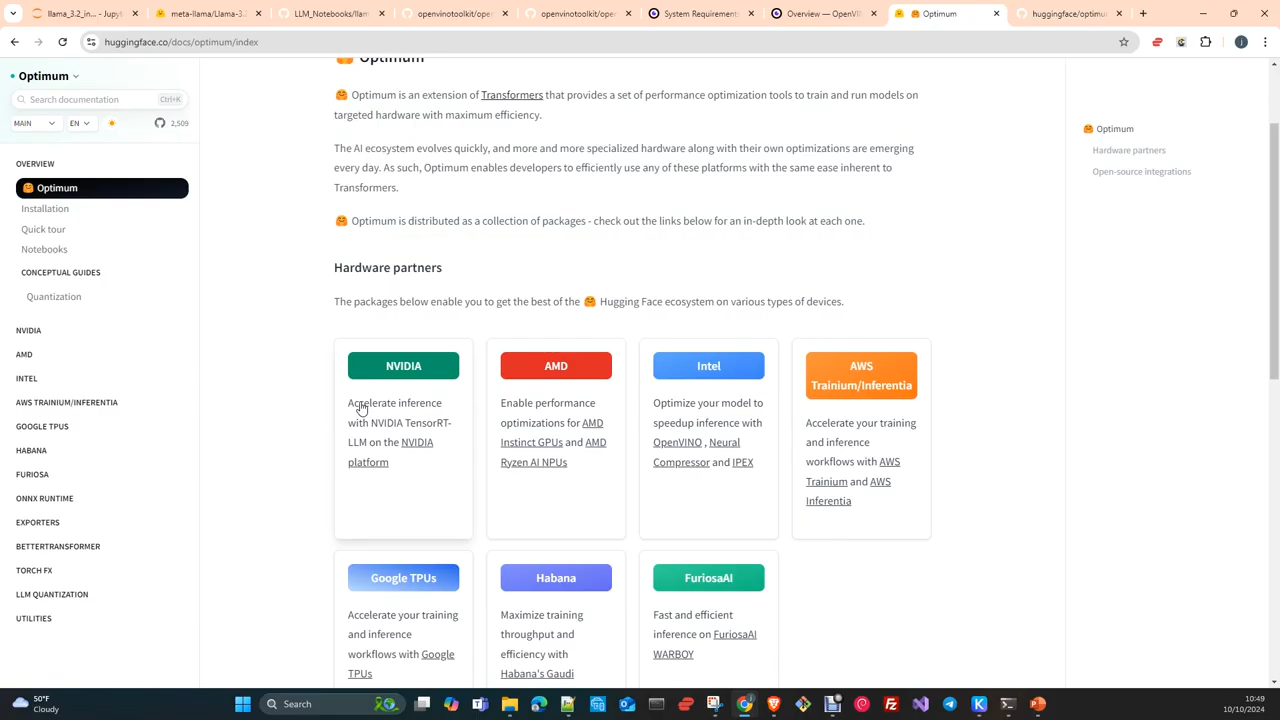 llama_3.2_in... - Jupyt
meta-llama/Llama-3.2
LLM_Notebooks/llam
openvinotoolkit/open
openvinotoolkit/open
System Requirements
Overview — OpenVIN
Optimum
huggingface/optimum
huggingface.co/docs/optimum/index
Optimum
Search documentation
Ctrl+K
MAIN
EN
2,509
OVERVIEW
Optimum
Installation
Quick tour
Notebooks
CONCEPTUAL GUIDES
Quantization
NVIDIA
AMD
INTEL
AWS TRAINIUM/INFERENTIA
GOOGLE TPUS
HABANA
FURIOSA
ONNX RUNTIME
EXPORTERS
BETTERTRANSFORMER
TORCH FX
LLM QUANTIZATION
UTILITIES
Optimum
Optimum is an extension of Transformers that provides a set of performance optimization tools to train and run models on
targeted hardware with maximum efficiency.
The AI ecosystem evolves quickly, and more and more specialized hardware along with their own optimizations are emerging
every day. As such, Optimum enables developers to efficiently use any of these platforms with the same ease inherent to
Transformers.
Optimum is distributed as a collection of packages - check out the links below for an in-depth look at each one.
Hardware partners
The packages below enable you to get the best of the 🤗 Hugging Face ecosystem on various types of devices.
NVIDIA
Accelerate inference
with NVIDIA TensorRT-
LLM on the NVIDIA
platform
AMD
Enable performance
optimizations for AMD
Instinct GPUs and AMD
Ryzen AI NPUs
Intel
Optimize your model to
speedup inference with
OpenVINO , Neural
Compressor and IPEX
AWS
Trainium/Inferentia
Accelerate your training
and inference
workflows with AWS
Trainium and AWS
Inferentia
Google TPUs
Accelerate your training
and inference
workflows with Google
TPUs
Habana
Maximize training
throughput and
efficiency with
Habana's Gaudi
FuriosaAI
Fast and efficient
inference on FuriosaAI
WARBOY
Optimum
Hardware partners
Open-source integrations
50°F
Cloudy
Search
10:49
10/10/2024